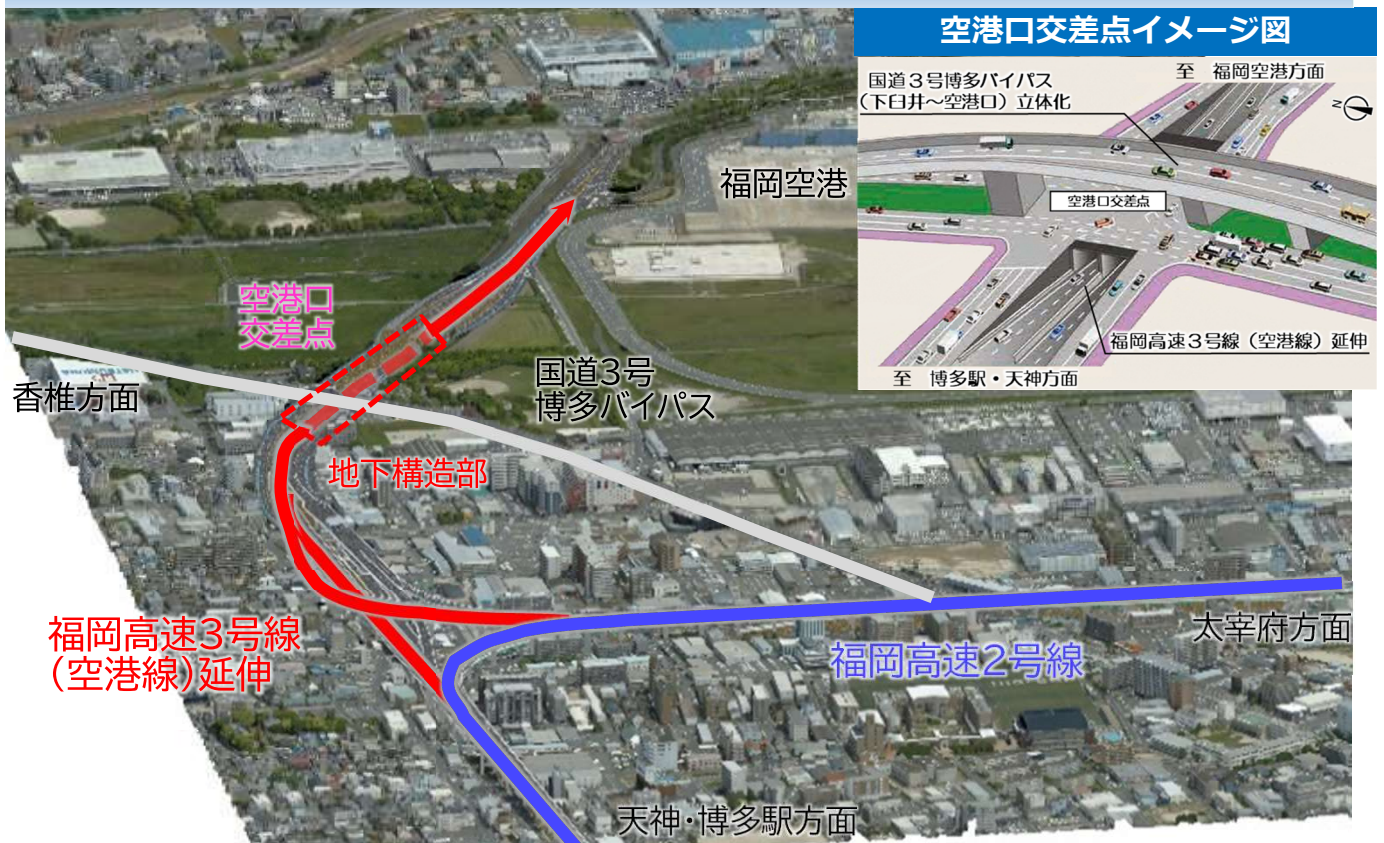 空港口交差点イメージ図
国道3号博多バイパス
(下臼井～空港口)立体化
至 福岡空港方面
N
空港口交差点
福岡高速3号線(空港線)延伸
至 博多駅・天神方面
福岡空港
空港口
交差点
香椎方面
国道3号
博多バイパス
地下構造部
福岡高速3号線
(空港線)延伸
福岡高速2号線
太宰府方面
天神・博多駅方面